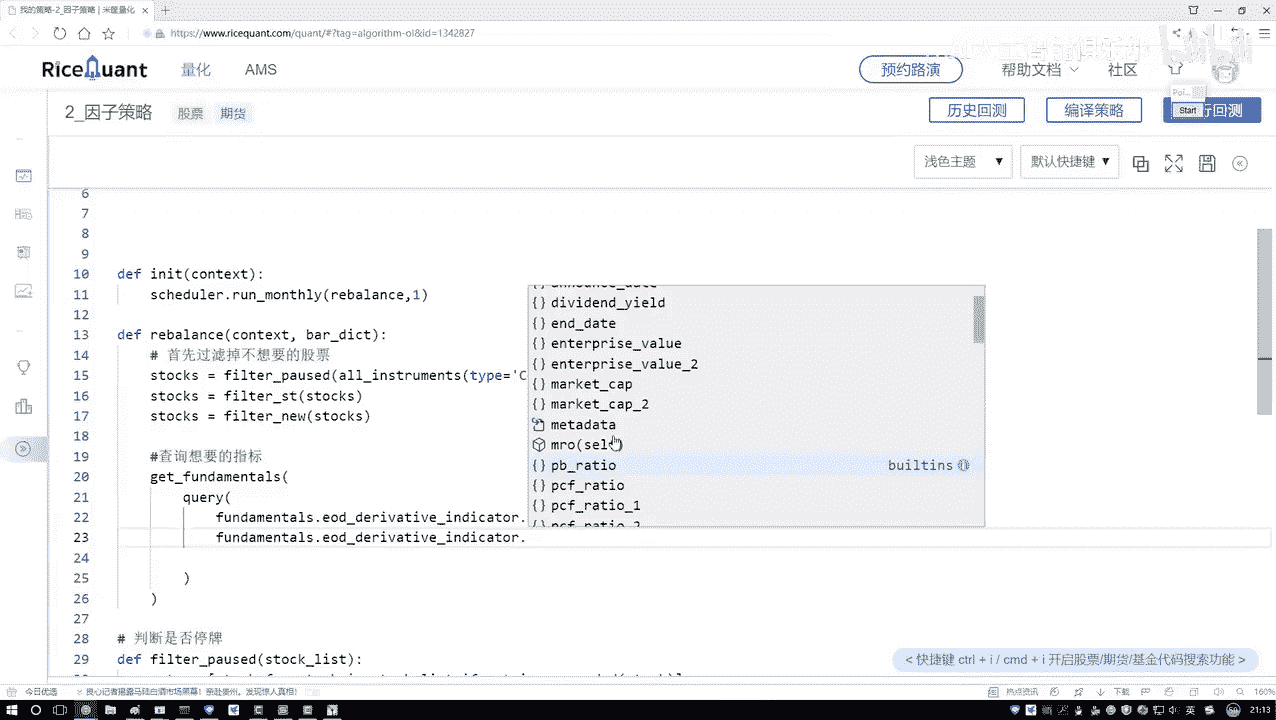 我的策略-2_因子策略 | 米筐量化
https://www.ricequant.com/quant/#?tag=algorithm-ol&id=1342827
RiceQuant 量化 AMS 预约路演 帮助文档 社区
Poi...
Start
2_因子策略 股票 期货 历史回测 编译策略 行回测
浅色主题 ▼ 默认快捷键 ▼
6
7
8
9
10 def init(context):
11 scheduler.run_monthly(rebalance,1)
12
13 def rebalance(context, bar_dict):
14 # 首先过滤掉不想要的股票
15 stocks = filter_paused(all_instruments(type='C
16 stocks = filter_st(stocks)
17 stocks = filter_new(stocks)
18
19 #查询想要的指标
20 get_fundamentals(
21 query(
22 fundamentals.eod_derivative_indicator.
23 fundamentals.eod_derivative_indicator.
24
25 )
26 )
27
28 # 判断是否停牌
29 def filter_paused(stock_list):
announce_date
dividend_yield
end_date
enterprise_value
enterprise_value_2
market_cap
market_cap_2
metadata
mro(self)
pb_ratio builtins
pcf_ratio
pcf_ratio_1
pcf_ratio_2
< 快捷键 ctrl + i / cmd + i 开启股票/期货/基金代码搜索功能 >
今日优选 热点资讯 下载 160%
英 21:13